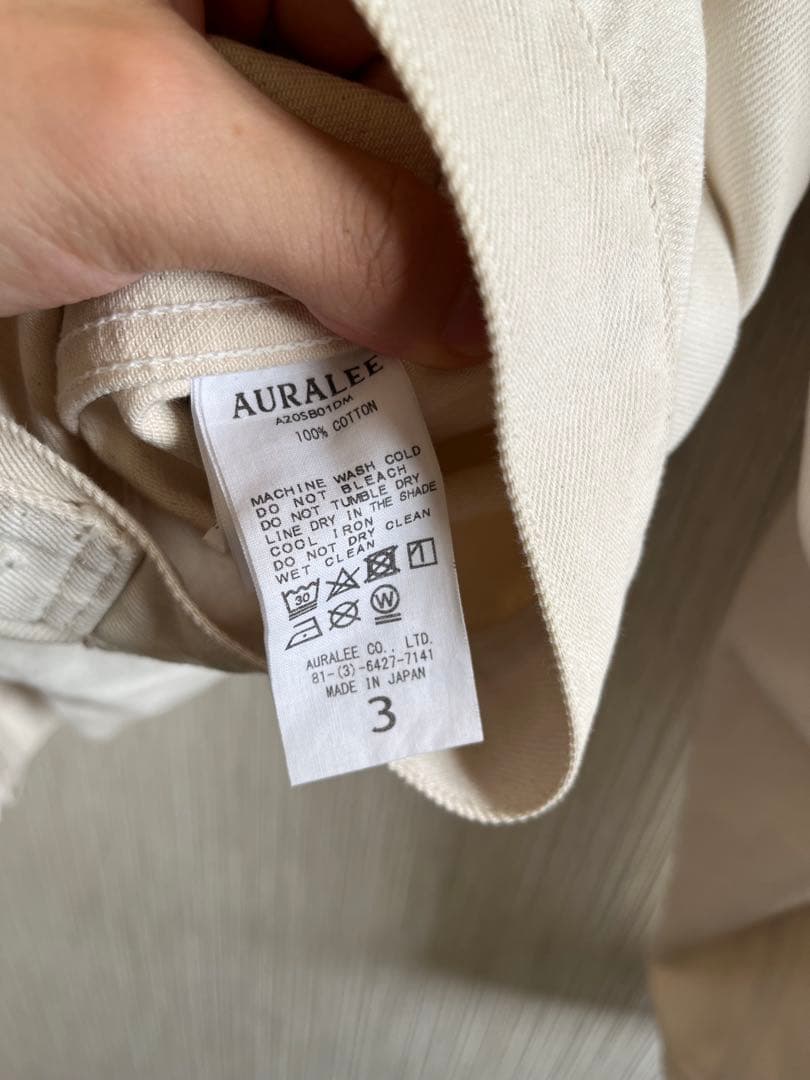 AURALEE
A20SB01DM
100% COTTON
MACHINE WASH COLD
DO NOT BLEACH
DO NOT TUMBLE DRY
LINE DRY IN THE SHADE
COOL IRON
DO NOT DRY CLEAN
WET CLEAN
30
W
AURALEE CO., LTD.
81-(3)-6427-7141
MADE IN JAPAN
3